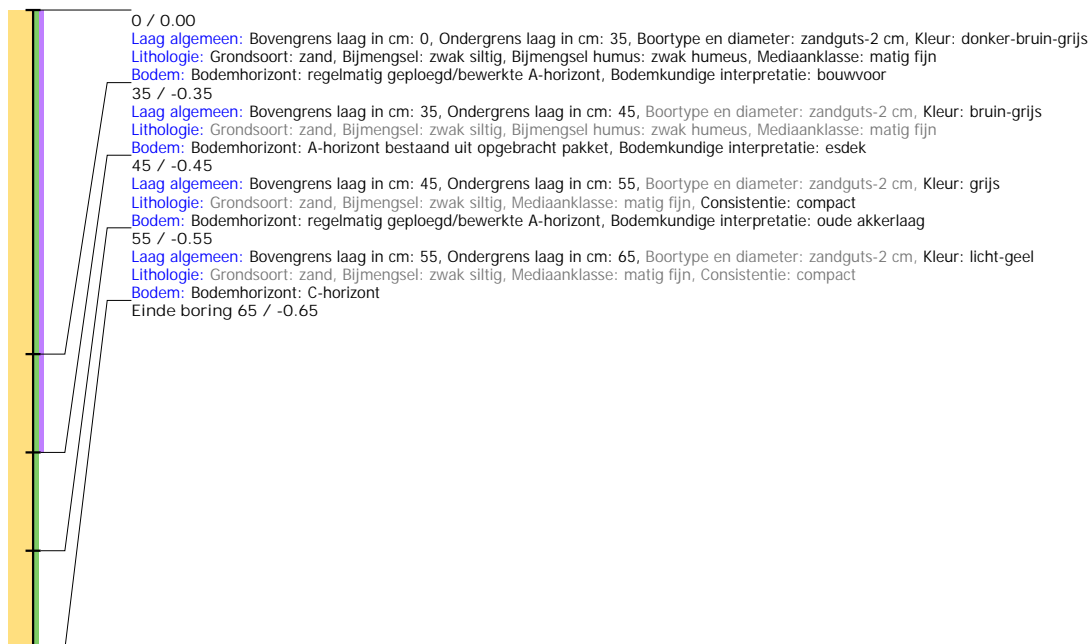 0 / 0.00
Laag algemeen: Bovengrens laag in cm: 0, Ondergrens laag in cm: 35, Boortype en diameter: zandguts-2 cm, Kleur: donker-bruin-grijs
Lithologie: Grondsoort: zand, Bijmengsel: zwak siltig, Bijmengsel humus: zwak humeus, Mediaanklasse: matig fijn
Bodem: Bodemhorizont: regelmatig geploegd/bewerkte A-horizont, Bodemkundige interpretatie: bouwvoor
35 / -0.35
Laag algemeen: Bovengrens laag in cm: 35, Ondergrens laag in cm: 45, Boortype en diameter: zandguts-2 cm, Kleur: bruin-grijs
Lithologie: Grondsoort: zand, Bijmengsel: zwak siltig, Bijmengsel humus: zwak humeus, Mediaanklasse: matig fijn
Bodem: Bodemhorizont: A-horizont bestaand uit opgebracht pakket, Bodemkundige interpretatie: esdek
45 / -0.45
Laag algemeen: Bovengrens laag in cm: 45, Ondergrens laag in cm: 55, Boortype en diameter: zandguts-2 cm, Kleur: grijs
Lithologie: Grondsoort: zand, Bijmengsel: zwak siltig, Mediaanklasse: matig fijn, Consistentie: compact
Bodem: Bodemhorizont: regelmatig geploegd/bewerkte A-horizont, Bodemkundige interpretatie: oude akkerlaag
55 / -0.55
Laag algemeen: Bovengrens laag in cm: 55, Ondergrens laag in cm: 65, Boortype en diameter: zandguts-2 cm, Kleur: licht-geel
Lithologie: Grondsoort: zand, Bijmengsel: zwak siltig, Mediaanklasse: matig fijn, Consistentie: compact
Bodem: Bodemhorizont: C-horizont
Einde boring 65 / -0.65